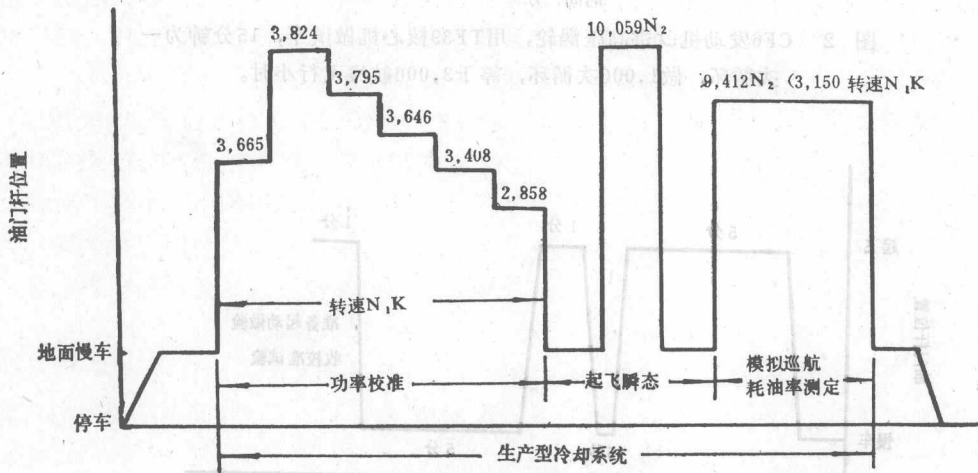 10,059N₂
3,824
3,795
9,412N₂ (3,150 转速N₁K
3,646
3,665
3,408
2,858
油门杆位置
转速N₁K
地面慢车
功率校准
起飞瞬态
模拟巡航
耗油率测定
停车
生产型冷却系统